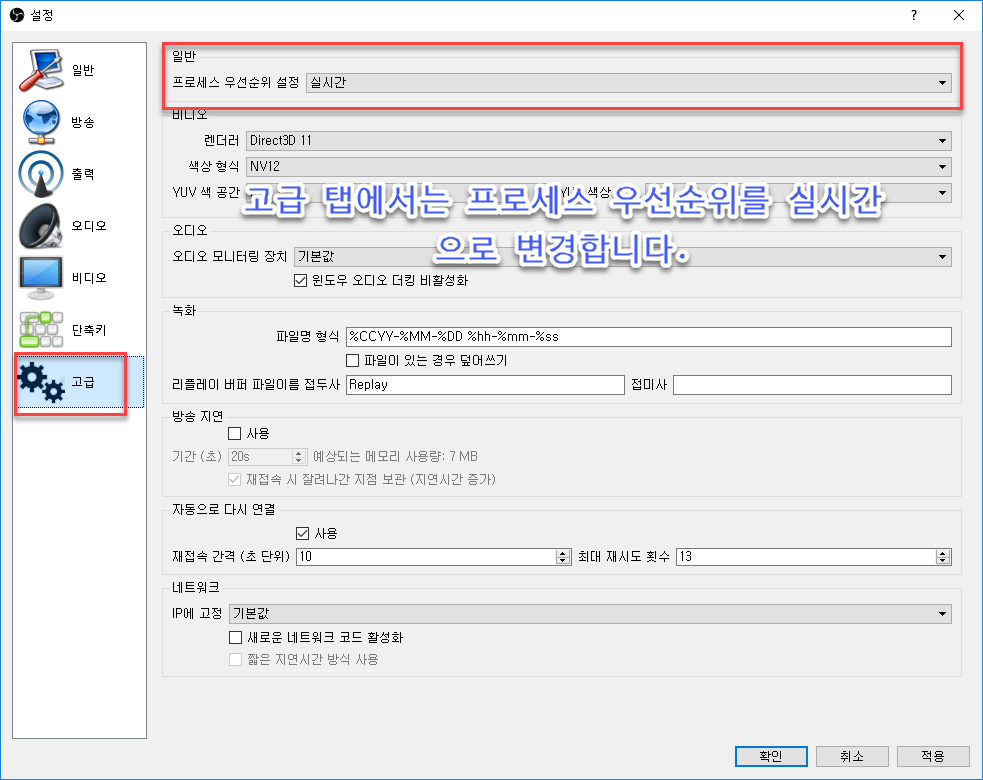 설정
일반
방송
출력
오디오
비디오
단축키
고급
일반
프로세스 우선순위 설정 실시간
비디오
렌더러 Direct3D 11
색상 형식 NV12
YUV 색 공간
고급 탭에서는 프로세스 우선순위를 실시간
으로 변경합니다.
오디오
오디오 모니터링 장치 기본값
윈도우 오디오 더킹 비활성화
녹화
파일명 형식 %CCYY-%MM-%DD %hh-%mm-%ss
파일이 있는 경우 덮어쓰기
리플레이 버퍼 파일이름 접두사 Replay 접미사
방송 지연
사용
기간 (초) 20s 예상되는 메모리 사용량: 7 MB
재접속 시 잘려나간 지점 보관 (지연시간 증가)
자동으로 다시 연결
사용
재접속 간격 (초 단위) 10 최대 재시도 횟수 13
네트워크
IP에 고정 기본값
새로운 네트워크 코드 활성화
짧은 지연시간 방식 사용
확인 취소 적용